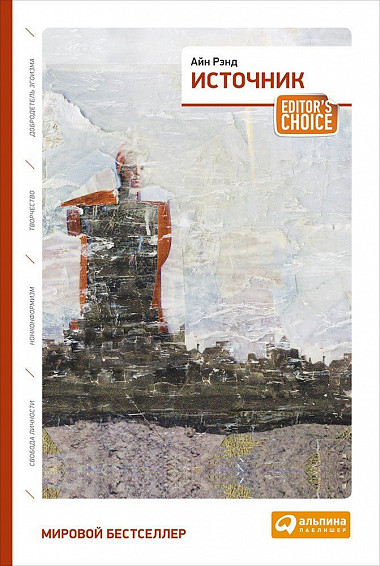 Айн Рэнд
ИСТОЧНИК
EDITOR'S
CHOICE
ДОБРОДЕТЕЛЬ ЭГОИЗМА
ТВОРЧЕСТВО
НОНКОНФОРМИЗМ
СВОБОДА ЛИЧНОСТИ
МИРОВОЙ БЕСТСЕЛЛЕР
альпина
ПАБЛИШЕР